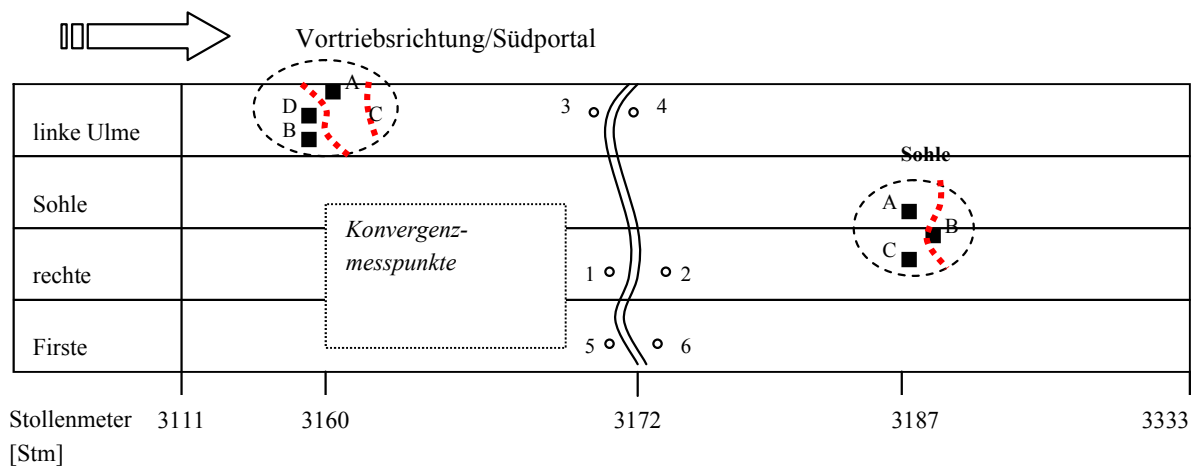 Vortriebsrichtung/Südportal
A
D
C
B
linke Ulme
3
4
Sohle
A
B
C
Sohle
Konvergenz-
messpunkte
rechte
1
2
Firste
5
6
Stollenmeter 3111 3160 3172 3187 3333
[Stm]